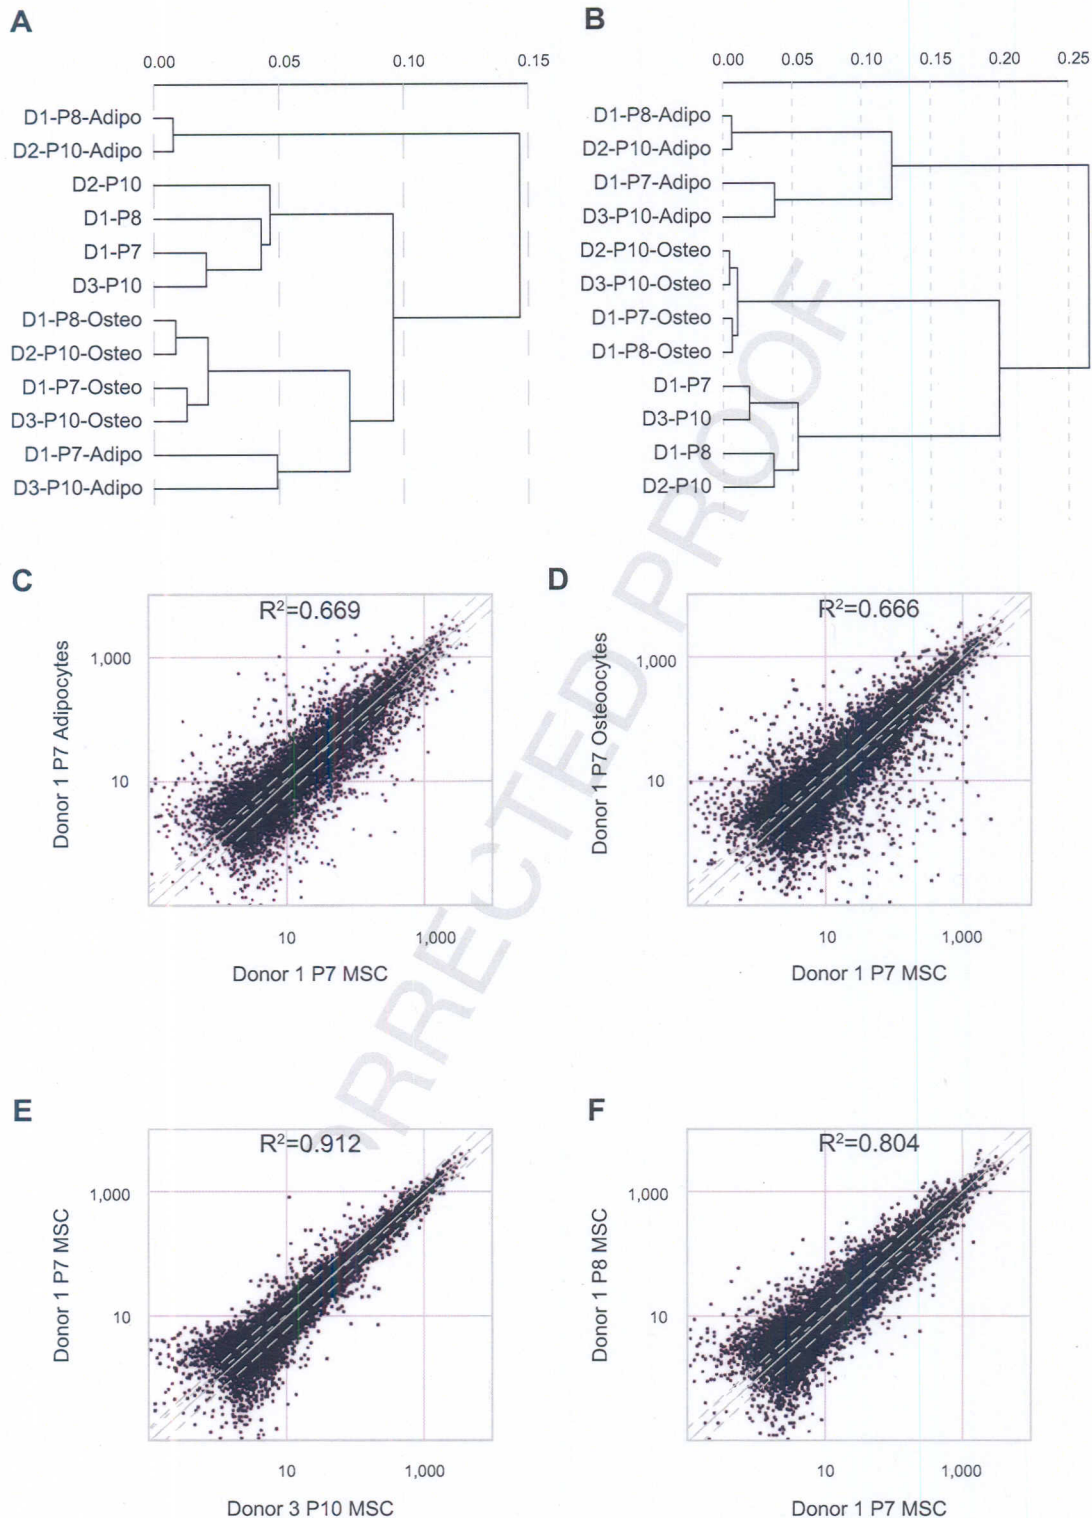 A
0.00 0.05 0.10 0.15
D1-P8-Adipo
D2-P10-Adipo
D2-P10
D1-P8
D1-P7
D3-P10
D1-P8-Osteo
D2-P10-Osteo
D1-P7-Osteo
D3-P10-Osteo
D1-P7-Adipo
D3-P10-Adipo
B
0.00 0.05 0.10 0.15 0.20 0.25
D1-P8-Adipo
D2-P10-Adipo
D1-P7-Adipo
D3-P10-Adipo
D2-P10-Osteo
D3-P10-Osteo
D1-P7-Osteo
D1-P8-Osteo
D1-P7
D3-P10
D1-P8
D2-P10
C
R²=0.669
Donor 1 P7 Adipocytes
1,000
10
10 1,000
Donor 1 P7 MSC
D
R²=0.666
Donor 1 P7 Osteoocytes
1,000
10
10 1,000
Donor 1 P7 MSC
E
R²=0.912
Donor 1 P7 MSC
1,000
10
10 1,000
Donor 3 P10 MSC
F
R²=0.804
Donor 1 P8 MSC
1,000
10
10 1,000
Donor 1 P7 MSC
ORRECTED PROOF